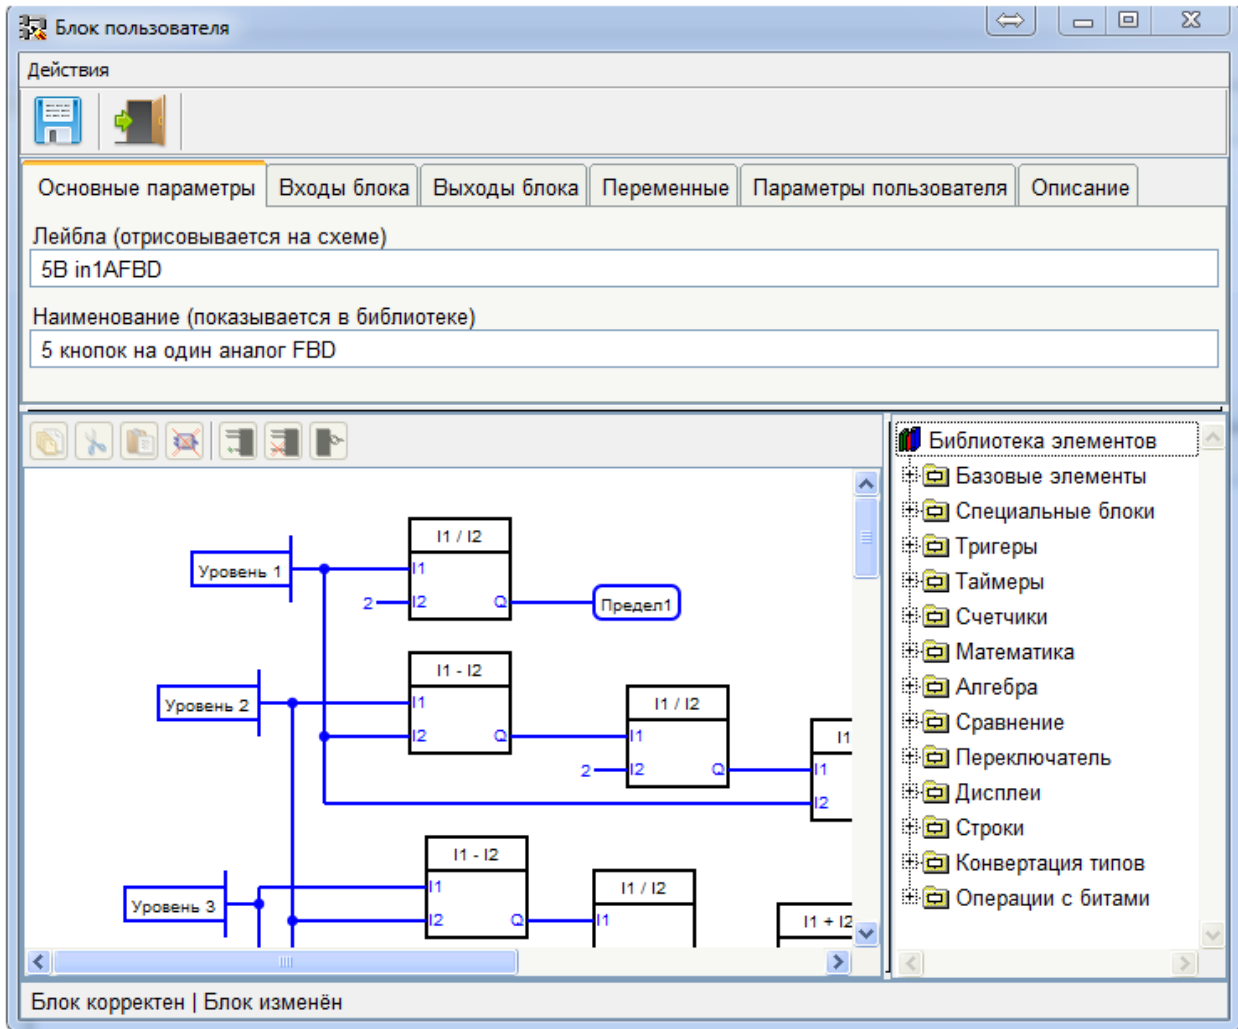 Блок пользователя
Действия
Основные параметры Входы блока Выходы блока Переменные Параметры пользователя Описание
Лейбла (отрисовывается на схеме)
5B in1AFBD
Наименование (показывается в библиотеке)
5 кнопок на один аналог FBD
Библиотека элементов
Базовые элементы
Специальные блоки
Тригеры
Таймеры
Счетчики
Математика
Алгебра
Сравнение
Переключатель
Дисплеи
Строки
Конвертация типов
Операции с битами
I1 / I2
Уровень 1
I1
2
I2
Q
Предел1
I1 - I2
Уровень 2
I1
I2
Q
I1 / I2
I1
2
I2
Q
I1
I1
I2
I1 - I2
Уровень 3
I1
I2
Q
I1 / I2
I1
I1 + I2
Блок корректен | Блок изменён